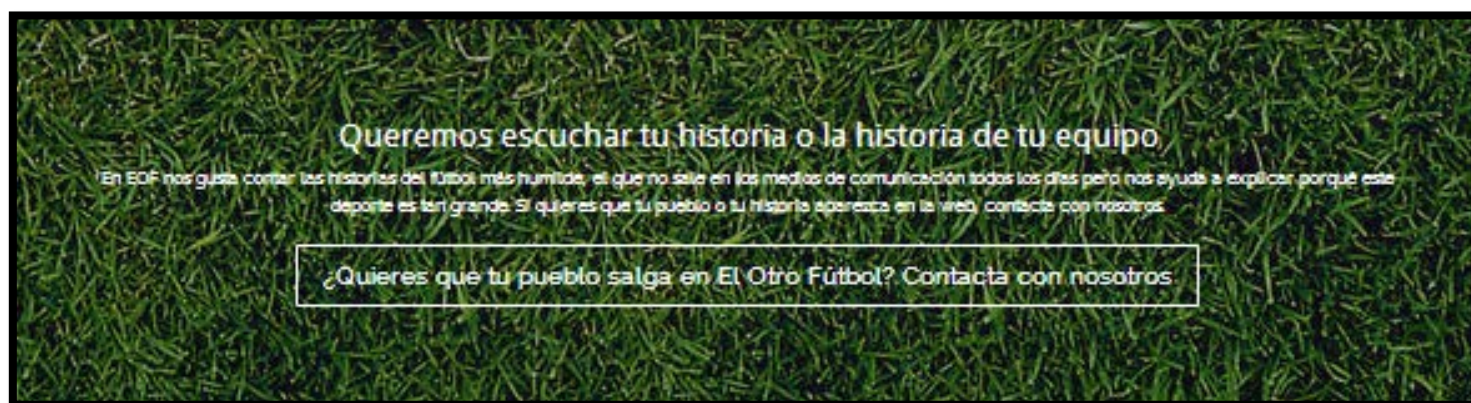 Queremos escuchar tu historia o la historia de tu equipo
En EOF nos gusta contar las historias del fútbol más humilde, el que no sale en los medios de comunicación todos los días pero nos ayuda a explicar porqué este
deporte es tan grande. Si quieres que tu pueblo o tu historia aparezca en la web, contacta con nosotros.
¿Quieres que tu pueblo salga en El Otro Fútbol? Contacta con nosotros